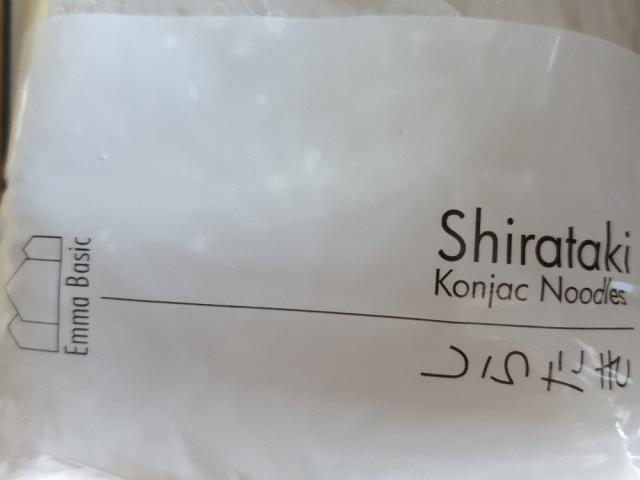 Shirataki
Konjac Noodles
しらたき
Emma Basic